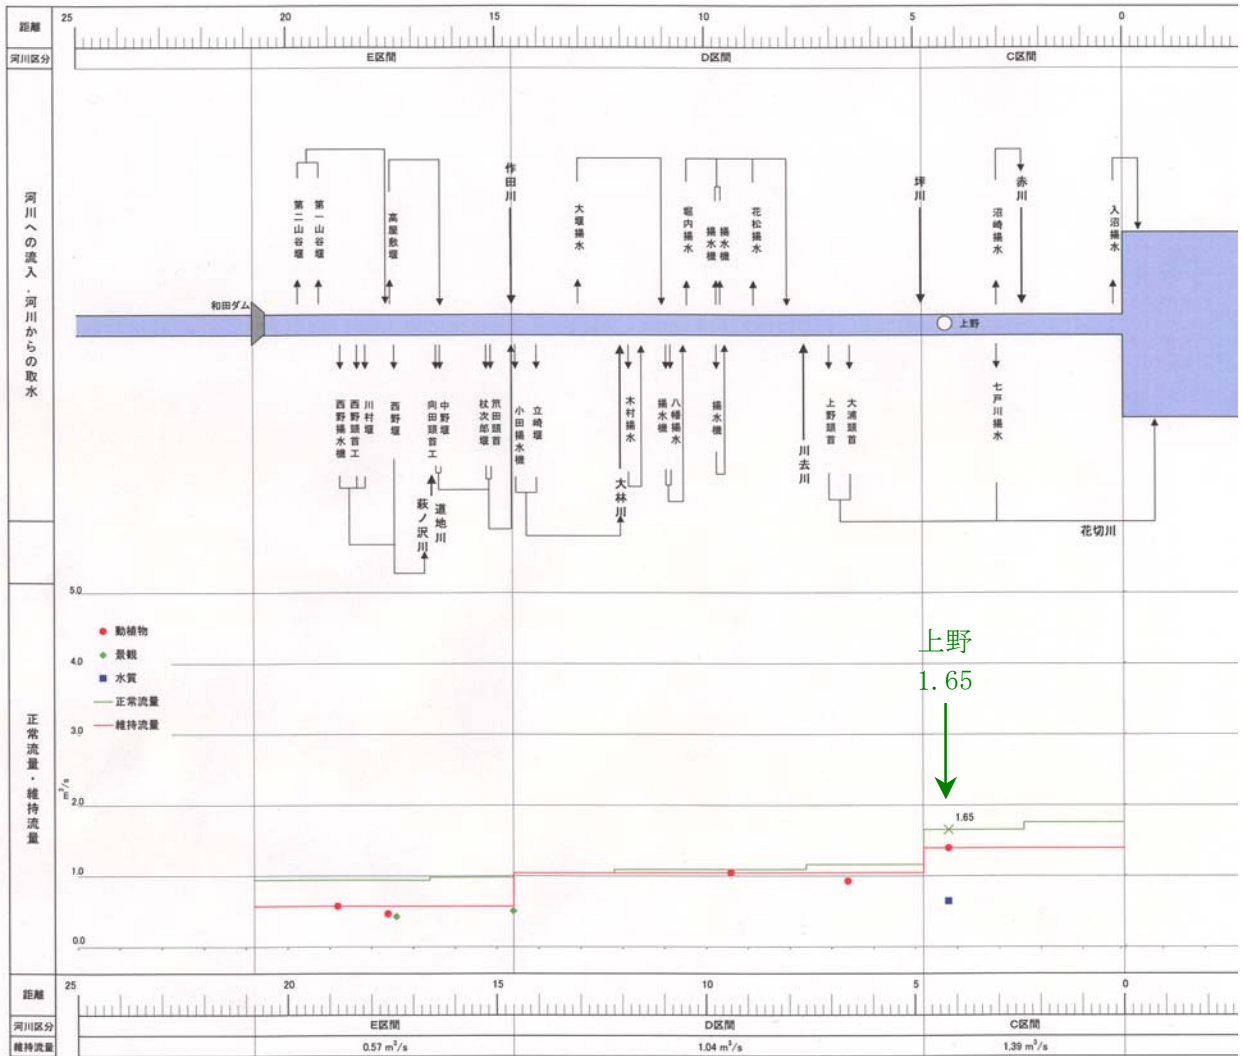 距離
25 20 15 10 5 0
河川区分
E区間 D区間 C区間
河川への流入・河川からの取水
第二山谷堰
第一山谷堰
高屋敷堰
作田川
大堰揚水
堀内揚水
揚水機
揚水機
花松揚水
坪川
沼崎揚水
赤川
入沼揚水
和田ダム
上野
西野揚水機
西野頭首工
川村堰
西野堰
向田頭首工
中野堰
杖次郎堰
笊田頭首
小田揚水機
立崎堰
木村揚水
揚水機
八幡揚水
揚水機
上野頭首
大浦頭首
七戸川揚水
萩ノ沢川
道地川
大林川
川去川
花切川
正常流量・維持流量
m³/s
5.0
4.0
3.0
2.0
1.0
0.0
動植物
景観
水質
正常流量
維持流量
上野
1.65
1.65
距離
25 20 15 10 5 0
河川区分
E区間 D区間 C区間
維持流量
0.57 m³/s 1.04 m³/s 1.39 m³/s